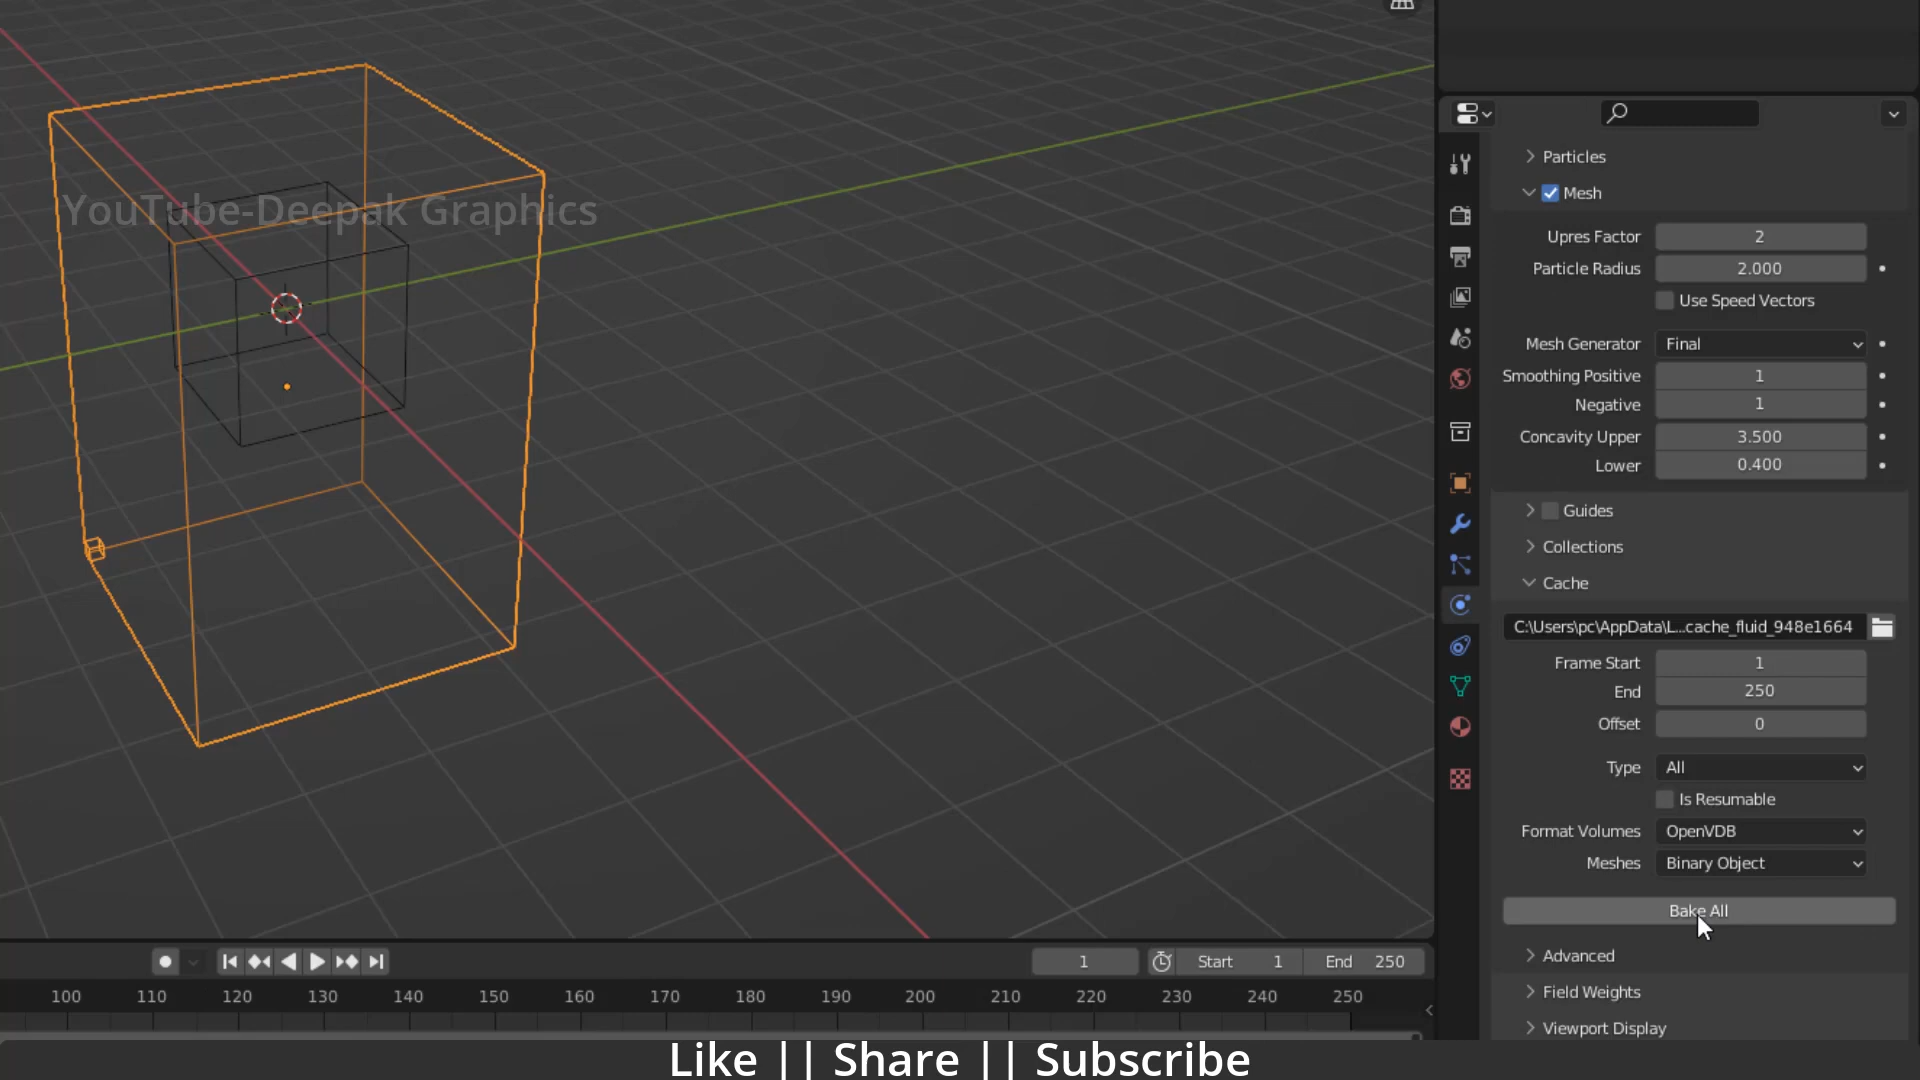 YouTube-Deepak Graphics
Particles
Mesh
Upres Factor 2
Particle Radius 2.000
Use Speed Vectors
Mesh Generator Final
Smoothing Positive 1
Negative 1
Concavity Upper 3.500
Lower 0.400
Guides
Collections
Cache
C:\Users\pc\AppData\L...cache_fluid_948e1664
Frame Start 1
End 250
Offset 0
Type All
Is Resumable
Format Volumes OpenVDB
Meshes Binary Object
Bake All
Advanced
Field Weights
Viewport Display
1 Start 1 End 250
100 110 120 130 140 150 160 170 180 190 200 210 220 230 240 250
Like || Share || Subscribe